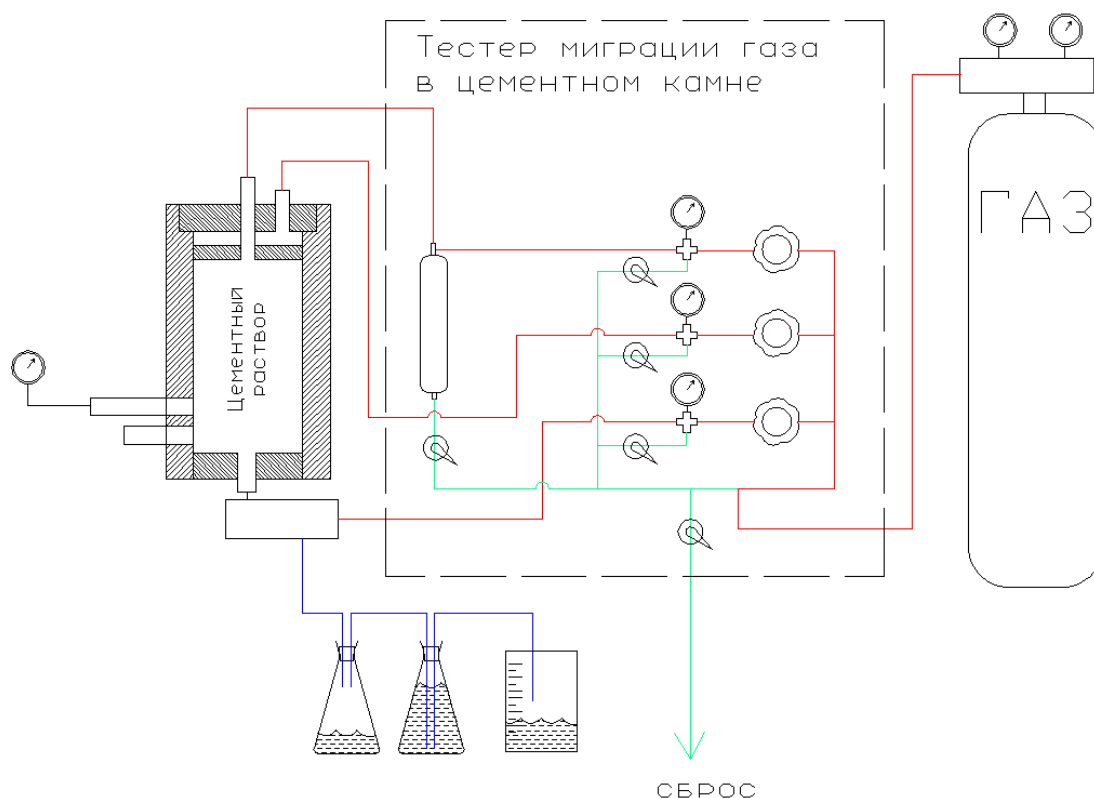 Тестер миграции газа
в цементном камне
ГАЗ
Цементный
раствор
СБРОС